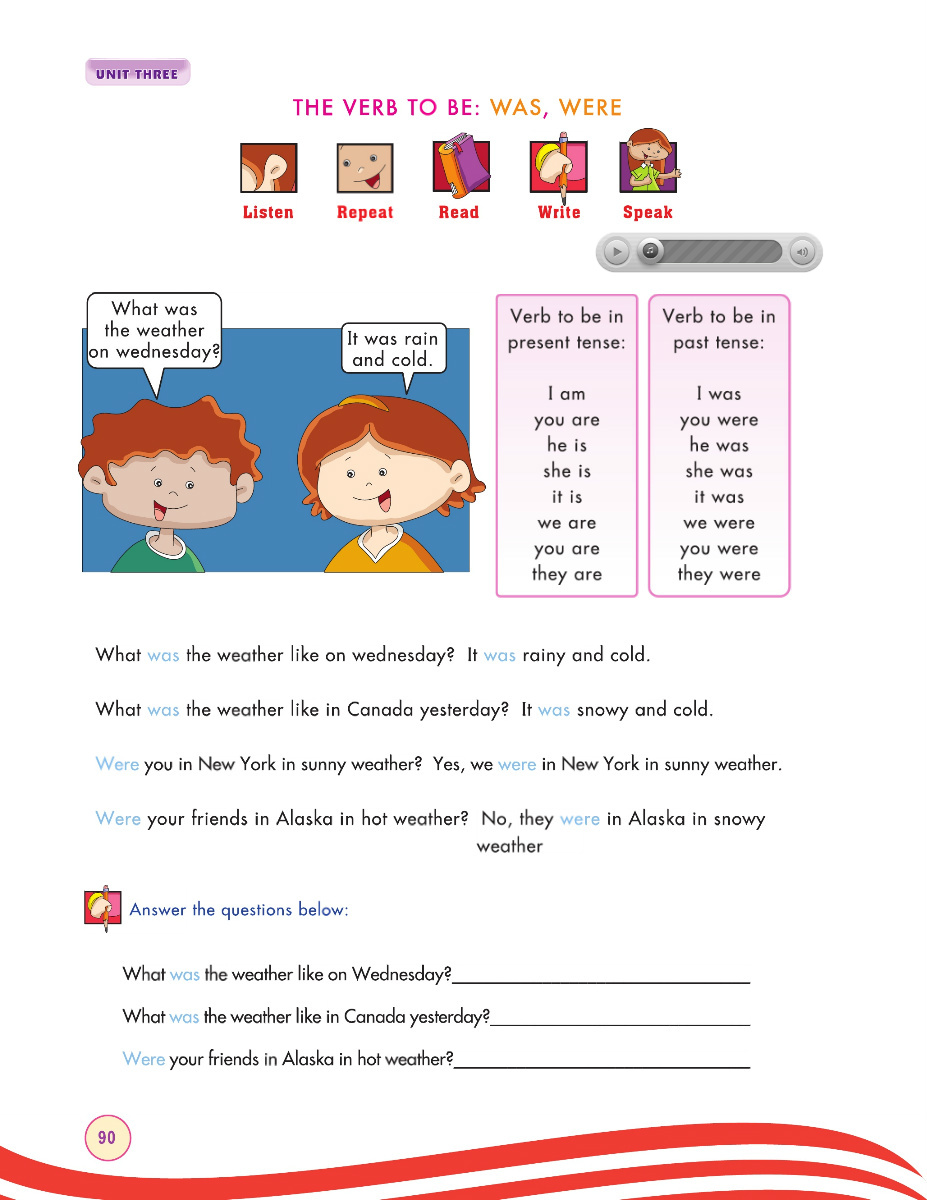 UNIT THREE
THE VERB TO BE: WAS, WERE
Listen
Repeat
Read
Write
Speak
What was
the weather
on wednesday?
It was rain
and cold.
Verb to be in
present tense:
I am
you are
he is
she is
it is
we are
you are
they are
Verb to be in
past tense:
I was
you were
he was
she was
it was
we were
you were
they were
What was the weather like on wednesday? It was rainy and cold.
What was the weather like in Canada yesterday? It was snowy and cold.
Were you in New York in sunny weather? Yes, we were in New York in sunny weather.
Were your friends in Alaska in hot weather? No, they were in Alaska in snowy
weather
Answer the questions below:
What was the weather like on Wednesday?
What was the weather like in Canada yesterday?
Were your friends in Alaska in hot weather?
90